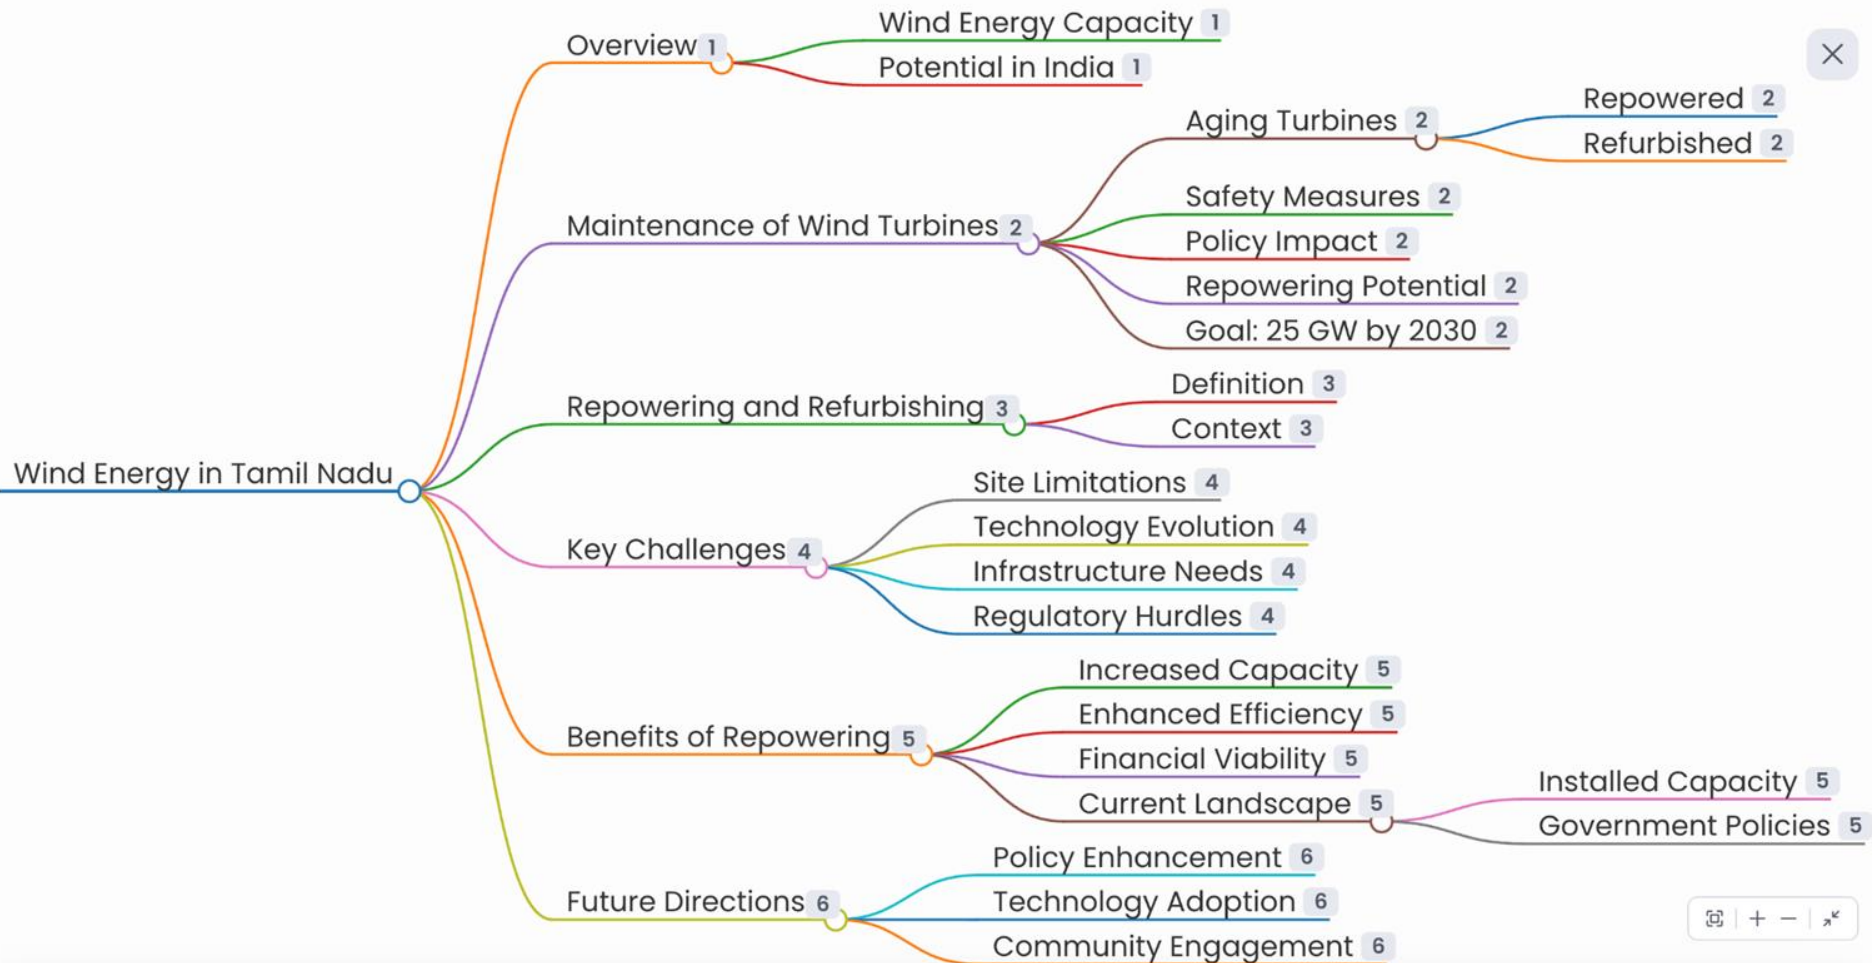 Wind Energy in Tamil Nadu
Overview 1
Wind Energy Capacity 1
Potential in India 1
Maintenance of Wind Turbines 2
Aging Turbines 2
Repowered 2
Refurbished 2
Safety Measures 2
Policy Impact 2
Repowering Potential 2
Goal: 25 GW by 2030 2
Repowering and Refurbishing 3
Definition 3
Context 3
Key Challenges 4
Site Limitations 4
Technology Evolution 4
Infrastructure Needs 4
Regulatory Hurdles 4
Benefits of Repowering 5
Increased Capacity 5
Enhanced Efficiency 5
Financial Viability 5
Current Landscape 5
Installed Capacity 5
Government Policies 5
Future Directions 6
Policy Enhancement 6
Technology Adoption 6
Community Engagement 6